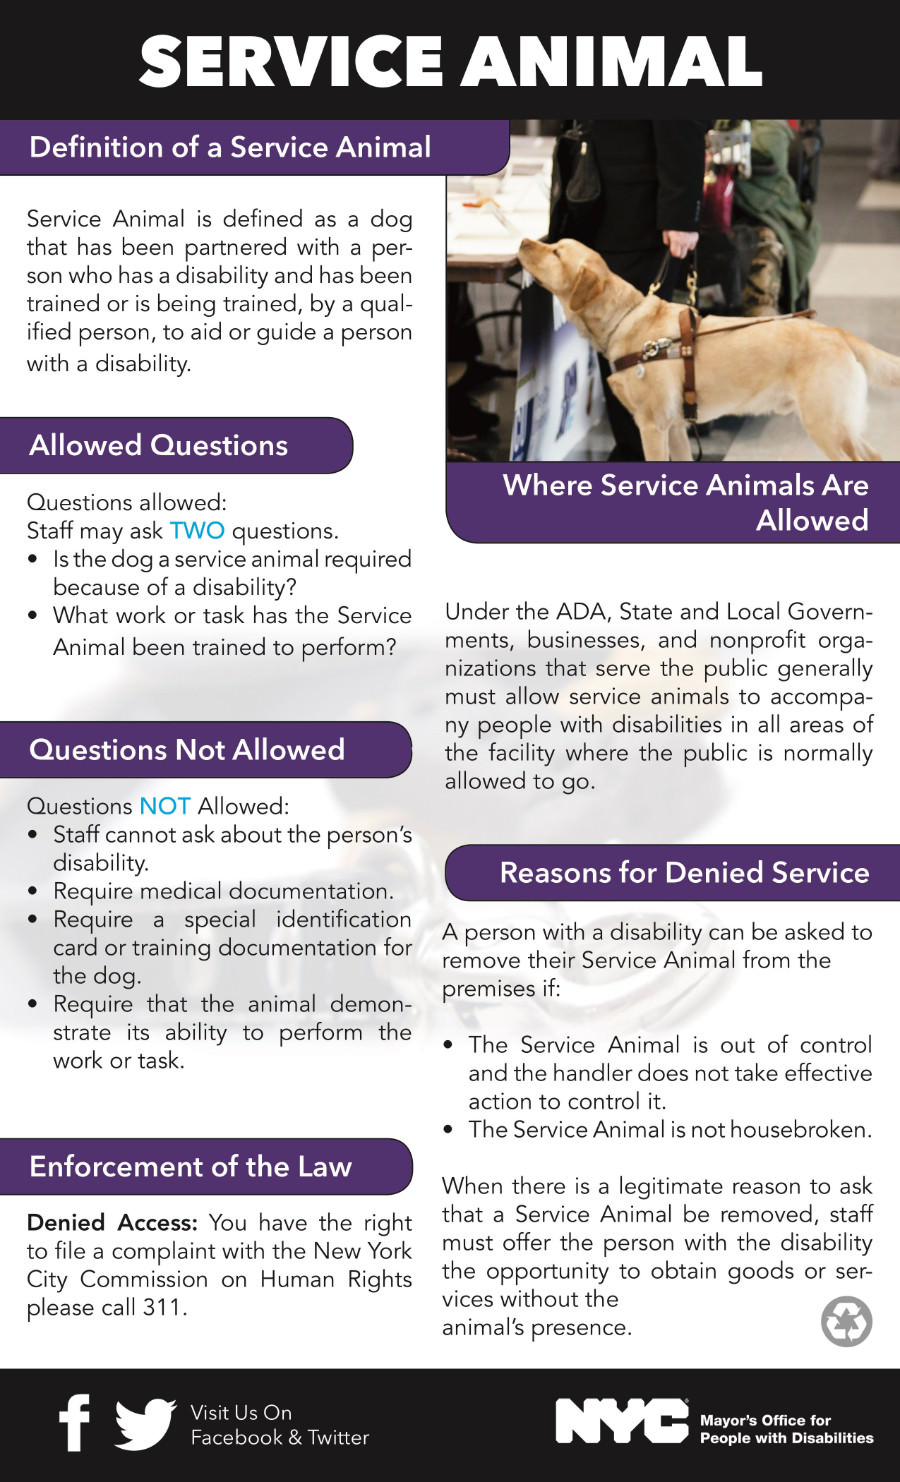 SERVICE ANIMAL
Definition of a Service Animal
Service Animal is defined as a dog
that has been partnered with a per-
son who has a disability and has been
trained or is being trained, by a qual-
ified person, to aid or guide a person
with a disability.
Allowed Questions
Questions allowed:
Staff may ask TWO questions.
• Is the dog a service animal required
because of a disability?
• What work or task has the Service
Animal been trained to perform?
Questions Not Allowed
Questions NOT Allowed:
• Staff cannot ask about the person's
disability.
• Require medical documentation.
• Require a special identification
card or training documentation for
the dog.
• Require that the animal demon-
strate its ability to perform the
work or task.
Enforcement of the Law
Denied Access: You have the right
to file a complaint with the New York
City Commission on Human Rights
please call 311.
Where Service Animals Are
Allowed
Under the ADA, State and Local Govern-
ments, businesses, and nonprofit orga-
nizations that serve the public generally
must allow service animals to accompa-
ny people with disabilities in all areas of
the facility where the public is normally
allowed to go.
Reasons for Denied Service
A person with a disability can be asked to
remove their Service Animal from the
premises if:
• The Service Animal is out of control
and the handler does not take effective
action to control it.
• The Service Animal is not housebroken.
When there is a legitimate reason to ask
that a Service Animal be removed, staff
must offer the person with the disability
the opportunity to obtain goods or ser-
vices without the
animal's presence.
Visit Us On
Facebook & Twitter
NYC
Mayor's Office for
People with Disabilities